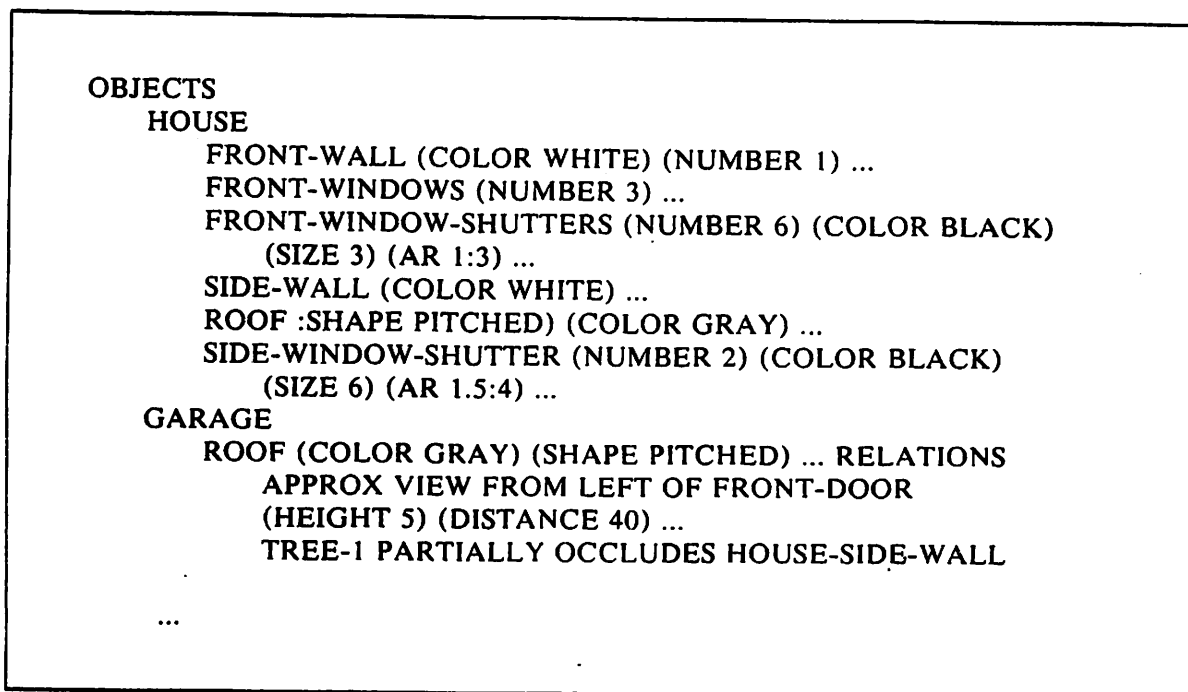 OBJECTS
HOUSE
FRONT-WALL (COLOR WHITE) (NUMBER 1) ...
FRONT-WINDOWS (NUMBER 3) ...
FRONT-WINDOW-SHUTTERS (NUMBER 6) (COLOR BLACK)
(SIZE 3) (AR 1:3) ...
SIDE-WALL (COLOR WHITE) ...
ROOF :SHAPE PITCHED) (COLOR GRAY) ...
SIDE-WINDOW-SHUTTER (NUMBER 2) (COLOR BLACK)
(SIZE 6) (AR 1.5:4) ...
GARAGE
ROOF (COLOR GRAY) (SHAPE PITCHED) ... RELATIONS
APPROX VIEW FROM LEFT OF FRONT-DOOR
(HEIGHT 5) (DISTANCE 40) ...
TREE-1 PARTIALLY OCCLUDES HOUSE-SIDE-WALL
...